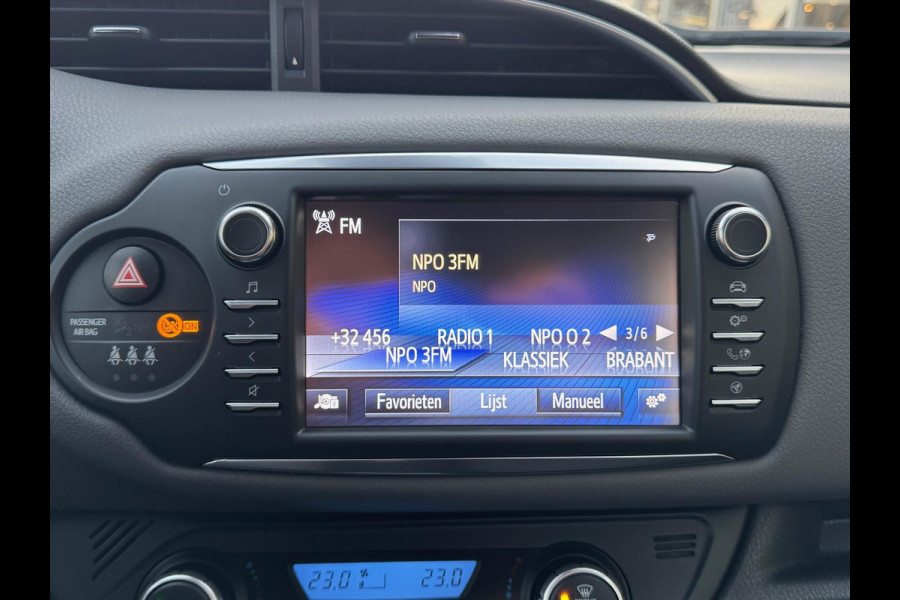 FM
NPO 3FM
NPO
TP
+32 456 RADIO 1 NPO O 2 3/6
NPO 3FM KLASSIEK BRABANT
Favorieten Lijst Manueel
PASSENGER
AIR BAG
ON
23.0 23.0